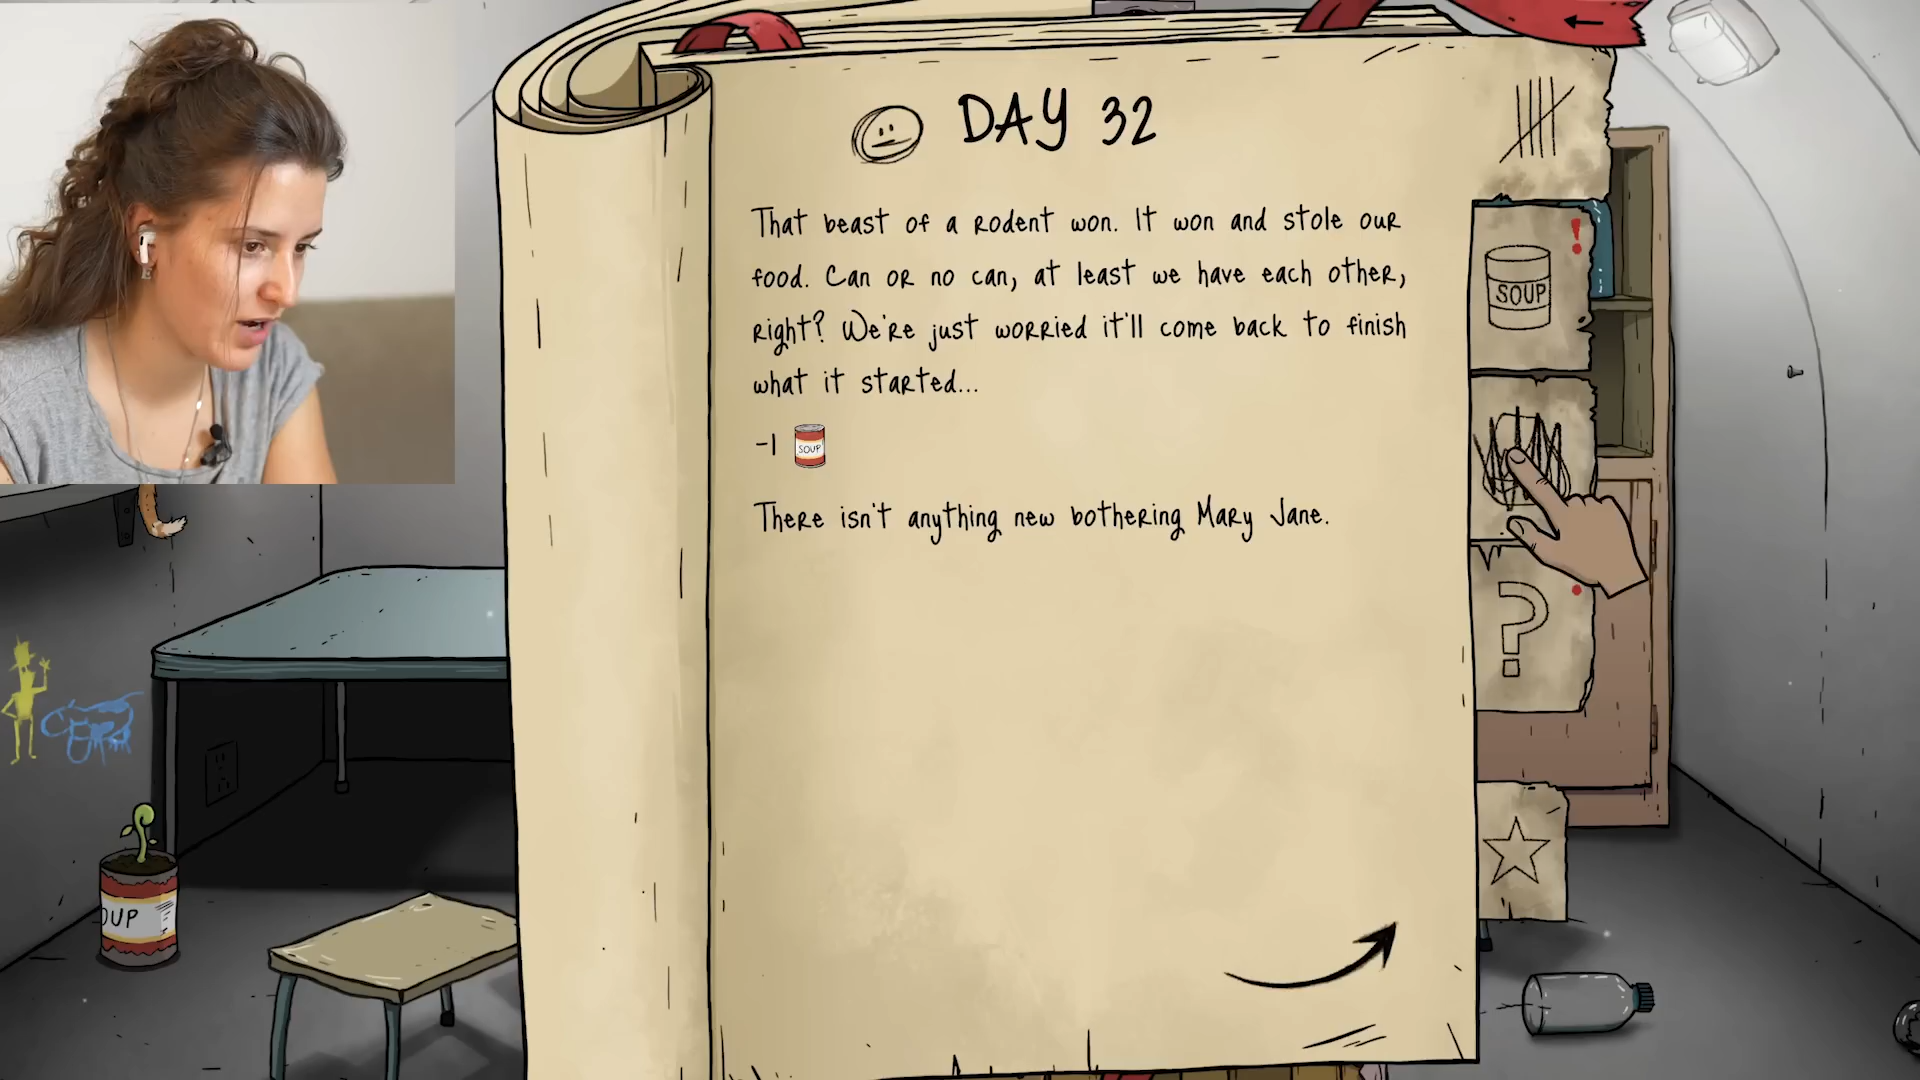 DAY 32
That beast of a rodent won. It won and stole our
food. Can or no can, at least we have each other,
right? We're just worried it'll come back to finish
what it started...
-1
SOUP
There isn't anything new bothering Mary Jane.
SOUP
?
OUP